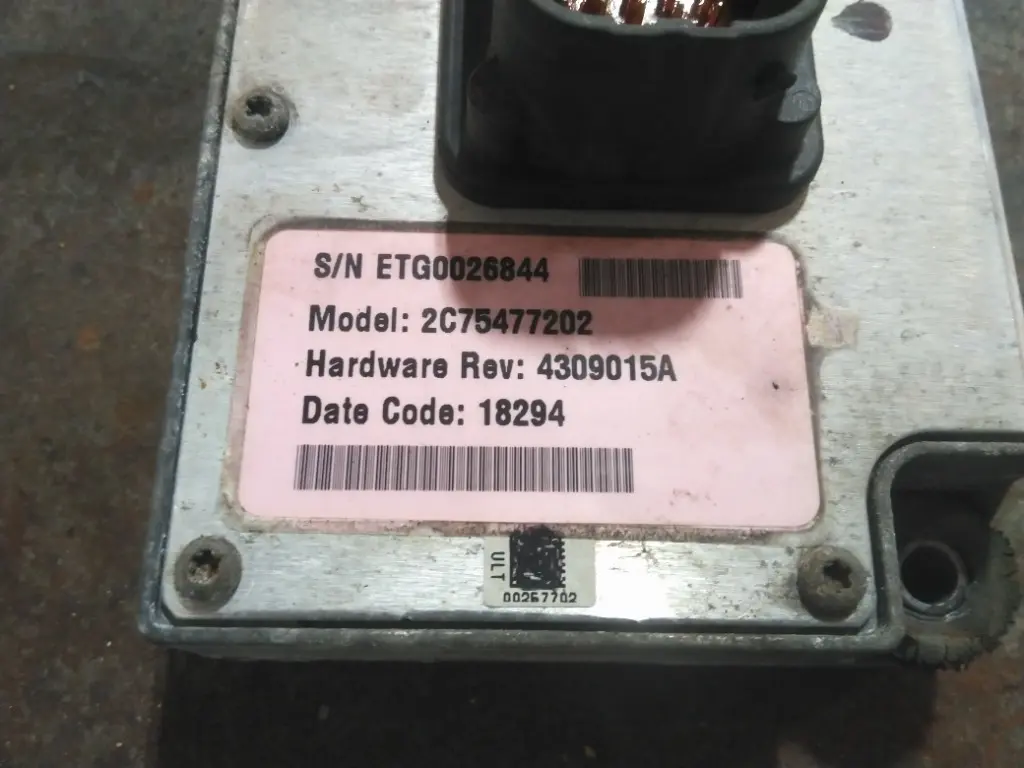 S/N ETG0026844
Model: 2C75477202
Hardware Rev: 4309015A
Date Code: 18294
ULT
00257702